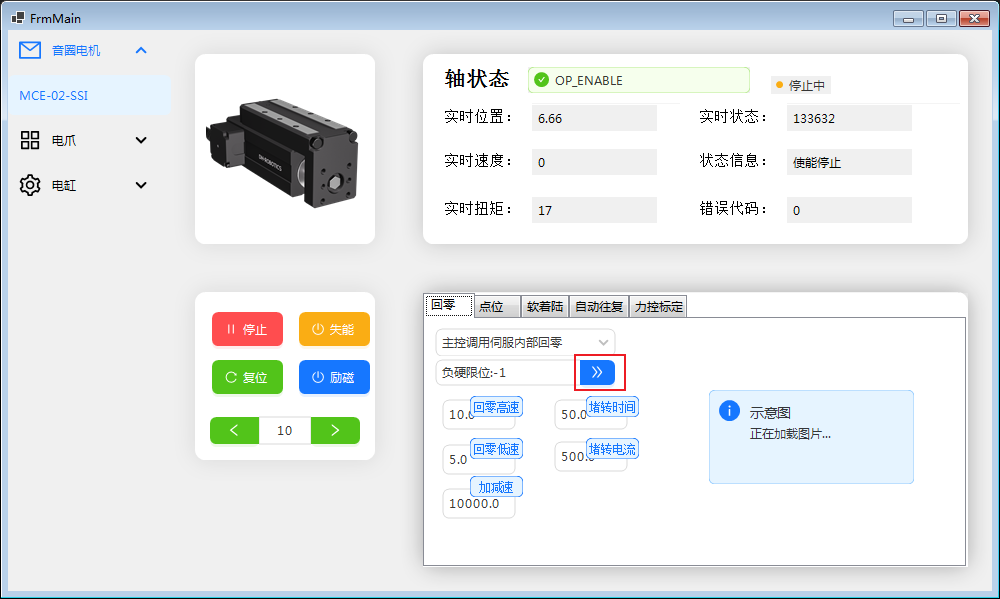 FrmMain
音圈电机
MCE-02-SSI
电爪
电缸
SMAROBOTICS
轴状态
OP_ENABLE
停止中
实时位置：
6.66
实时状态：
133632
实时速度：
0
状态信息：
使能停止
实时扭矩：
17
错误代码：
0
停止
失能
复位
励磁
10
回零
点位
软着陆
自动往复
力控标定
主控调用伺服内部回零
负硬限位:-1
回零高速
10.0
堵转时间
50.0
回零低速
5.0
堵转电流
500.0
加减速
10000.0
示意图
正在加载图片...